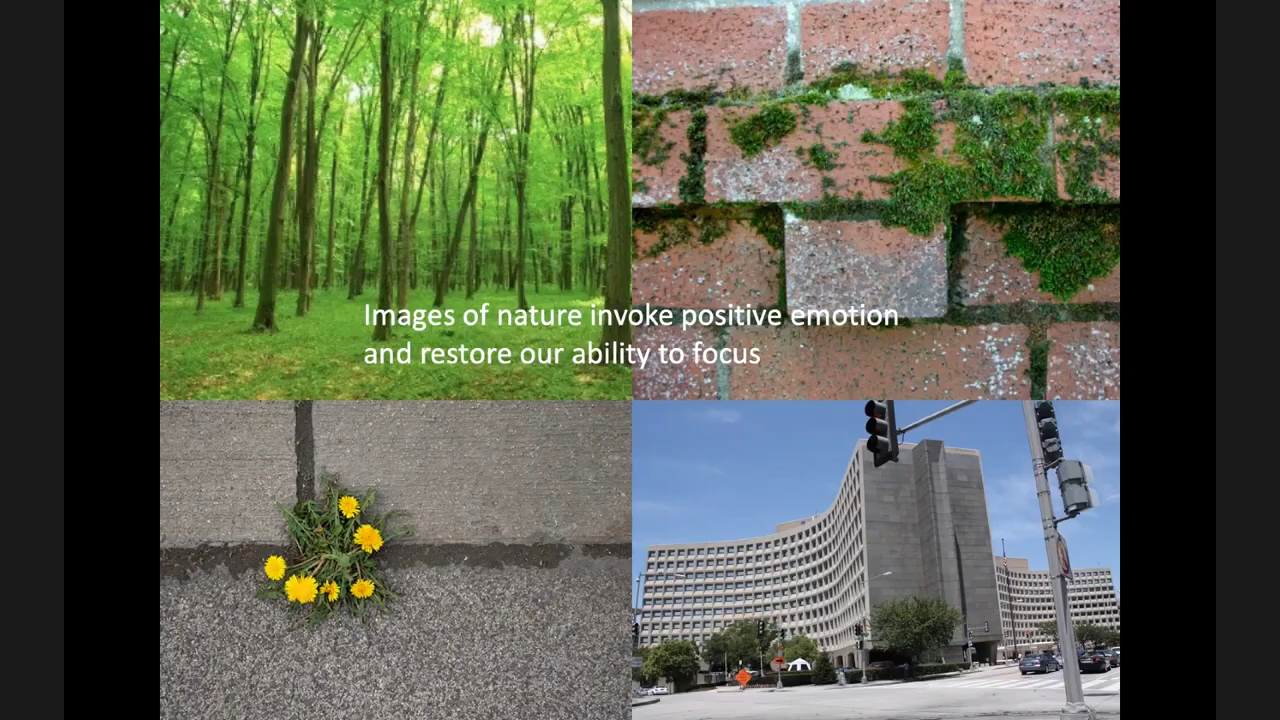 Images of nature invoke positive emotion
and restore our ability to focus